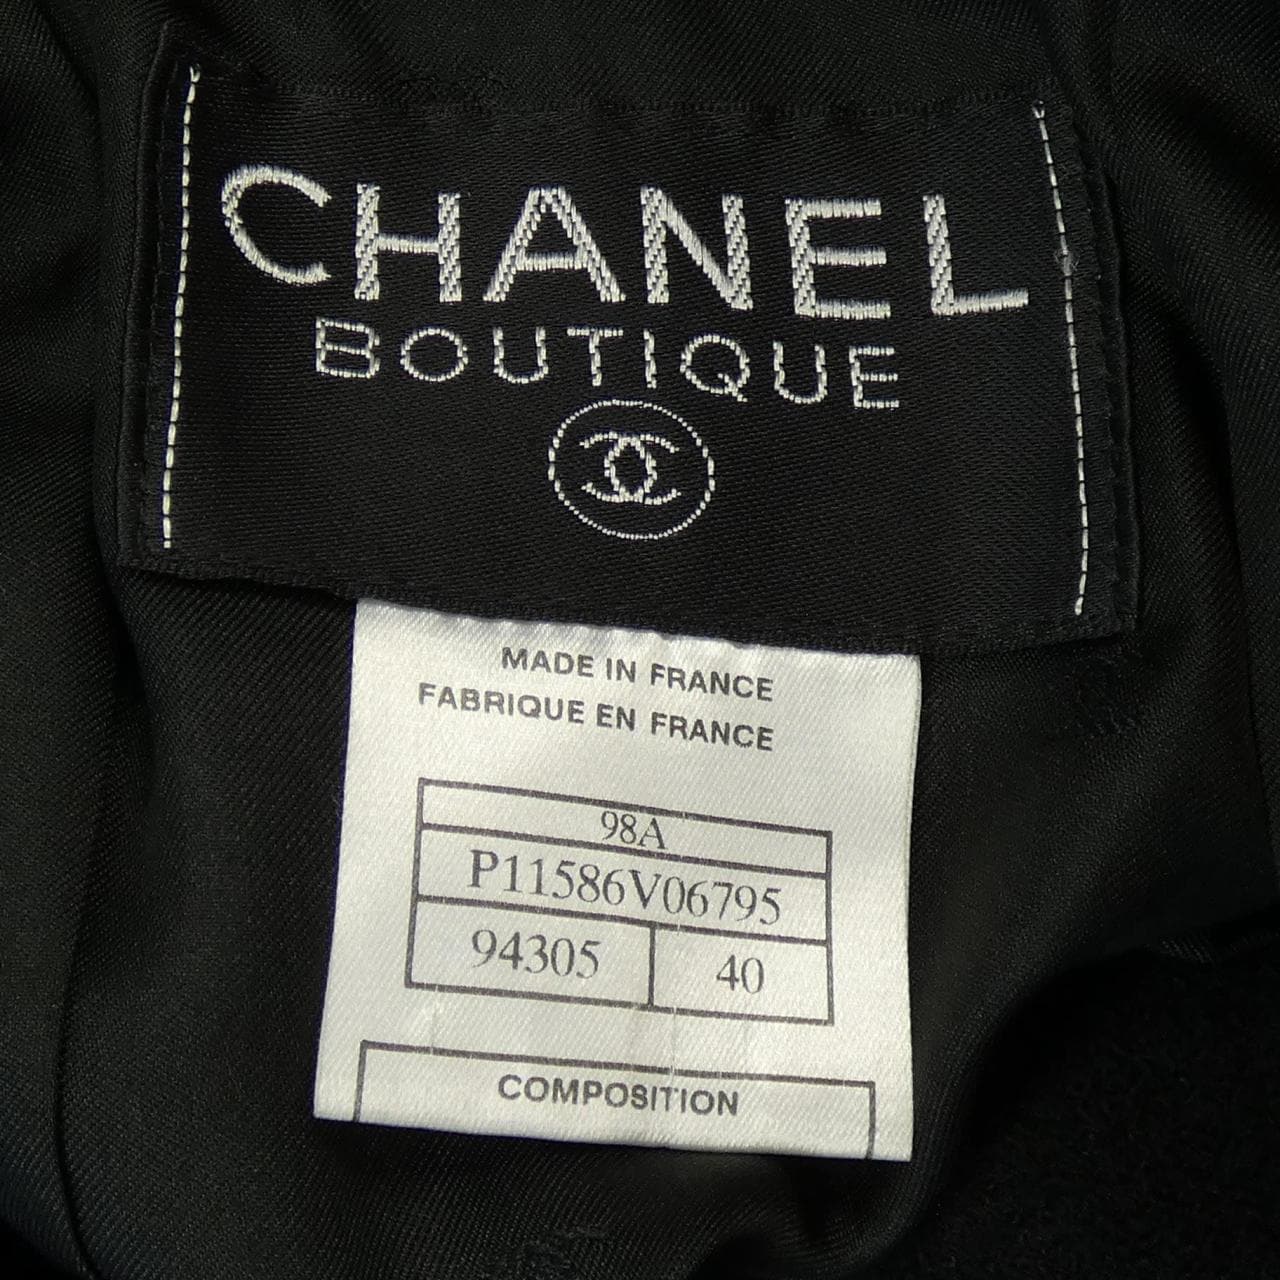 CHANEL
BOUTIQUE
MADE IN FRANCE
FABRIQUE EN FRANCE
98A
P11586V06795
94305 40
COMPOSITION